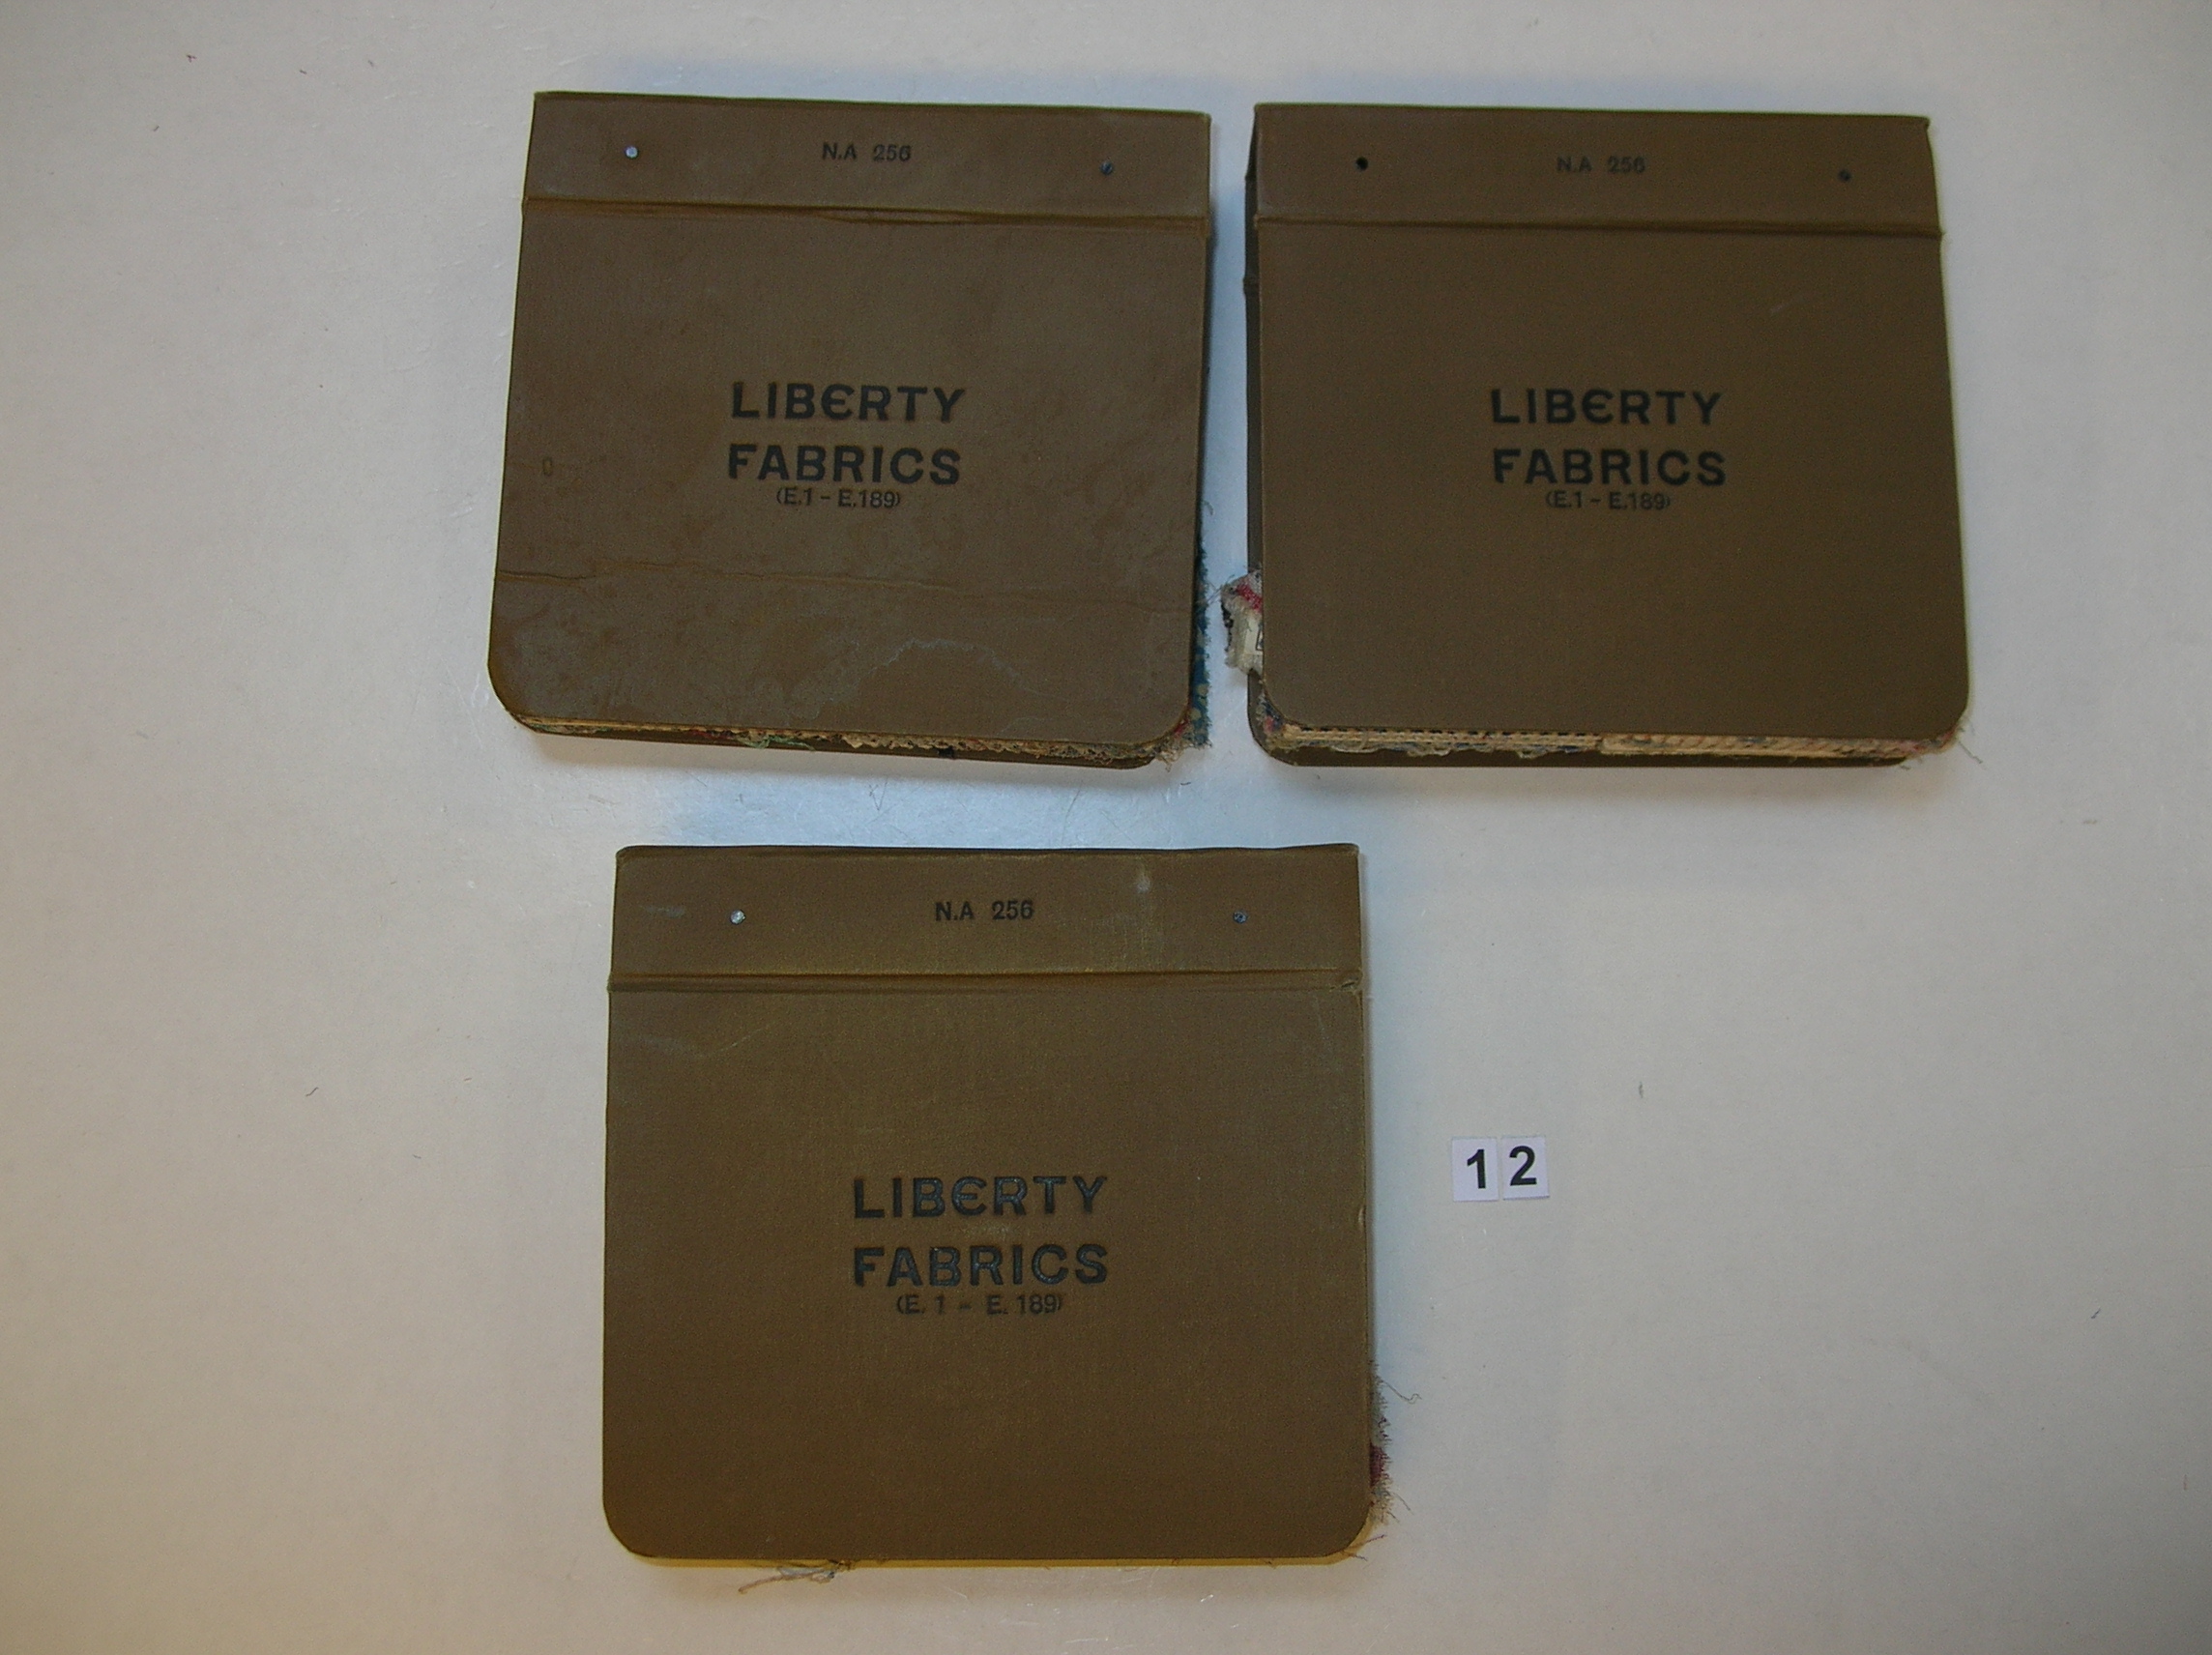 N.A 256
LIBERTY
FABRICS
(E.1 - E.189)
N.A 256
LIBERTY
FABRICS
(E.1 - E.189)
N.A 256
LIBERTY
FABRICS
(E. 1 - E. 189)
12